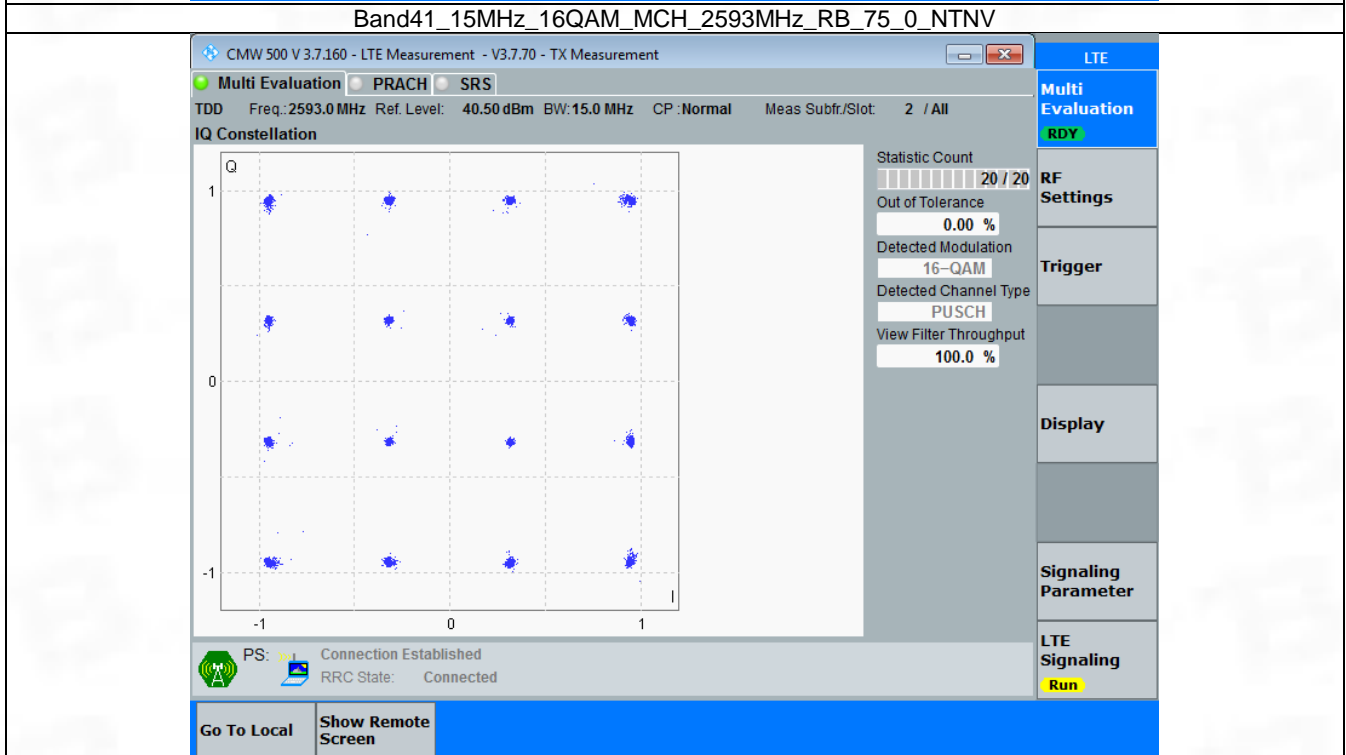 Band41_15MHz_16QAM_MCH_2593MHz_RB_75_0_NTNV
CMW 500 V 3.7.160 - LTE Measurement - V3.7.70 - TX Measurement
LTE
Multi Evaluation PRACH SRS
TDD Freq.:2593.0 MHz Ref. Level: 40.50 dBm BW:15.0 MHz CP :Normal Meas Subfr./Slot: 2 / All
IQ Constellation
Q
1
0
-1
I
-1 0 1
Statistic Count
20 / 20
Out of Tolerance
0.00 %
Detected Modulation
16-QAM
Detected Channel Type
PUSCH
View Filter Throughput
100.0 %
Multi
Evaluation
RDY
RF
Settings
Trigger
Display
Signaling
Parameter
LTE
Signaling
Run
PS: Connection Established
RRC State: Connected
Go To Local
Show Remote
Screen